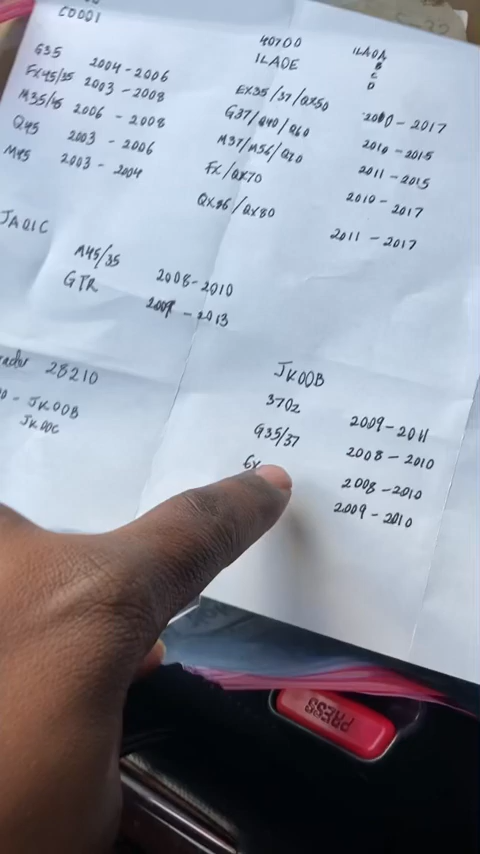 CD001
G35 2004-2006
FX45/35 2003-2008
M35/45 2006-2008
Q45 2003-2006
M45 2003-2004
40700 ILA0A
ILA0E B
C
D
EX35/37/QX50 2010-2017
G37/Q40/Q60 2010-2015
M37/M56/Q70 2011-2015
FX/QX70 2010-2017
QX56/QX80 2011-2017
JAQ1C
M45/35 2008-2010
GTR 2009-2013
28210
JK00B
JK00C
JK00B
370z 2009-2011
G35/37 2008-2010
2008-2010
2009-2010
PRESS